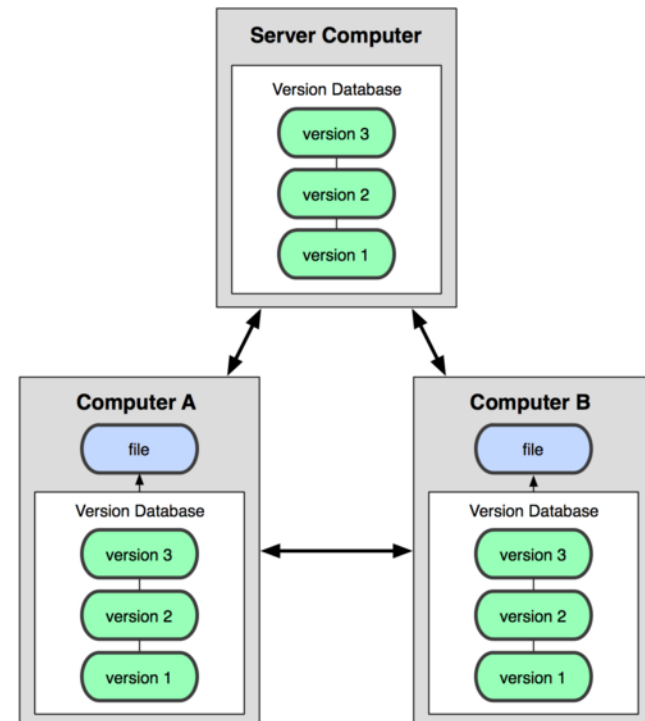 Server Computer
Version Database
version 3
version 2
version 1
Computer A
file
Version Database
version 3
version 2
version 1
Computer B
file
Version Database
version 3
version 2
version 1